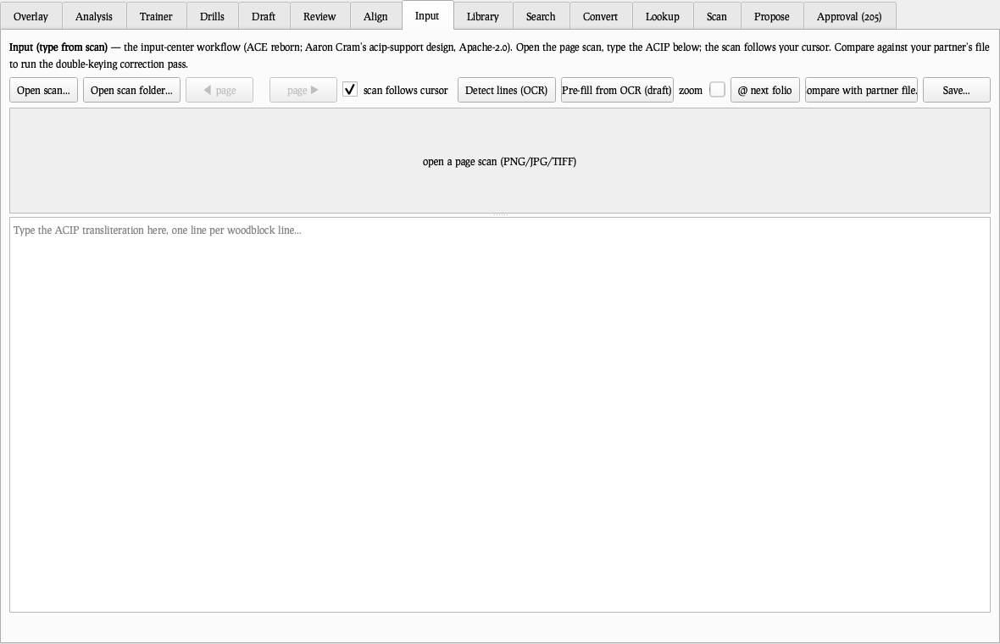 Overlay Analysis Trainer Drills Draft Review Align Input Library Search Convert Lookup Scan Propose Approval (205)
Input (type from scan) — the input-center workflow (ACE reborn; Aaron Cram's acip-support design, Apache-2.0). Open the page scan, type the ACIP below; the scan follows your cursor. Compare against your partner's file
to run the double-keying correction pass.
Open scan... Open scan folder... ◀ page page ▶ ✓ scan follows cursor Detect lines (OCR) Pre-fill from OCR (draft) zoom @ next folio ompare with partner file. Save...
open a page scan (PNG/JPG/TIFF)
Type the ACIP transliteration here, one line per woodblock line...